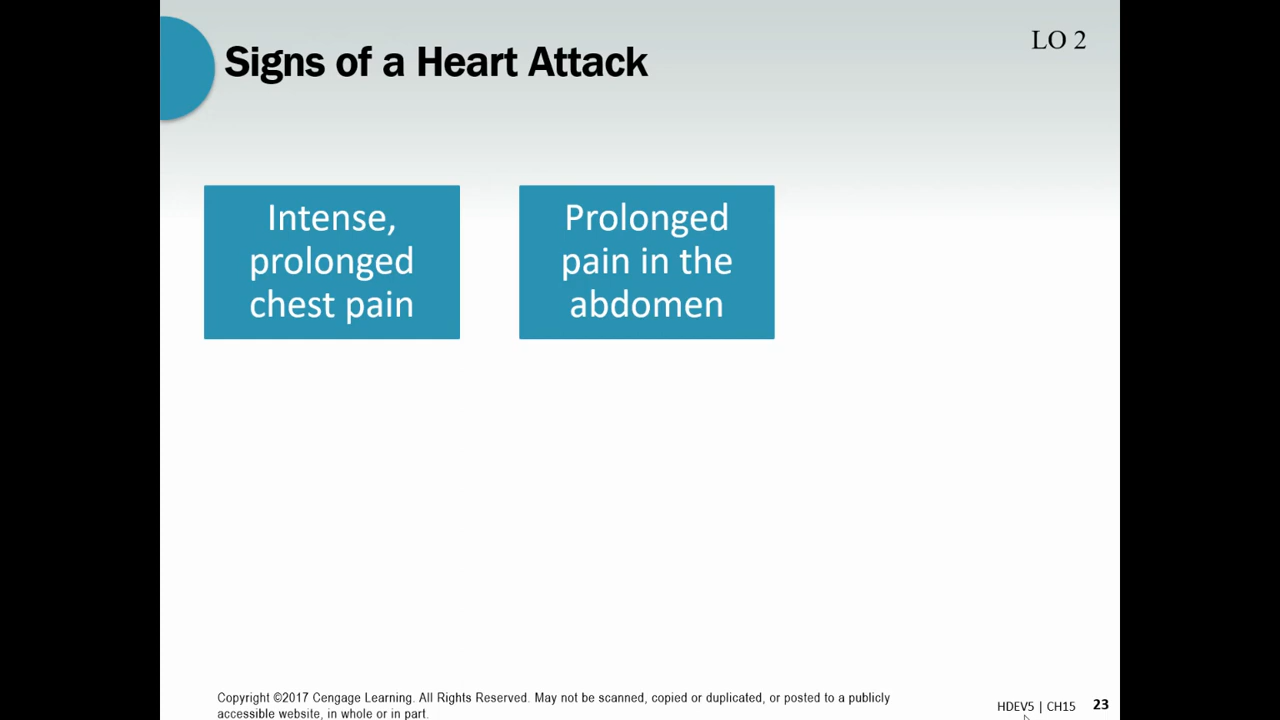 Signs of a Heart Attack
LO 2
Intense,
prolonged
chest pain
Prolonged
pain in the
abdomen
Copyright ©2017 Cengage Learning. All Rights Reserved. May not be scanned, copied or duplicated, or posted to a publicly
accessible website, in whole or in part.
HDEV5 | CH15
23